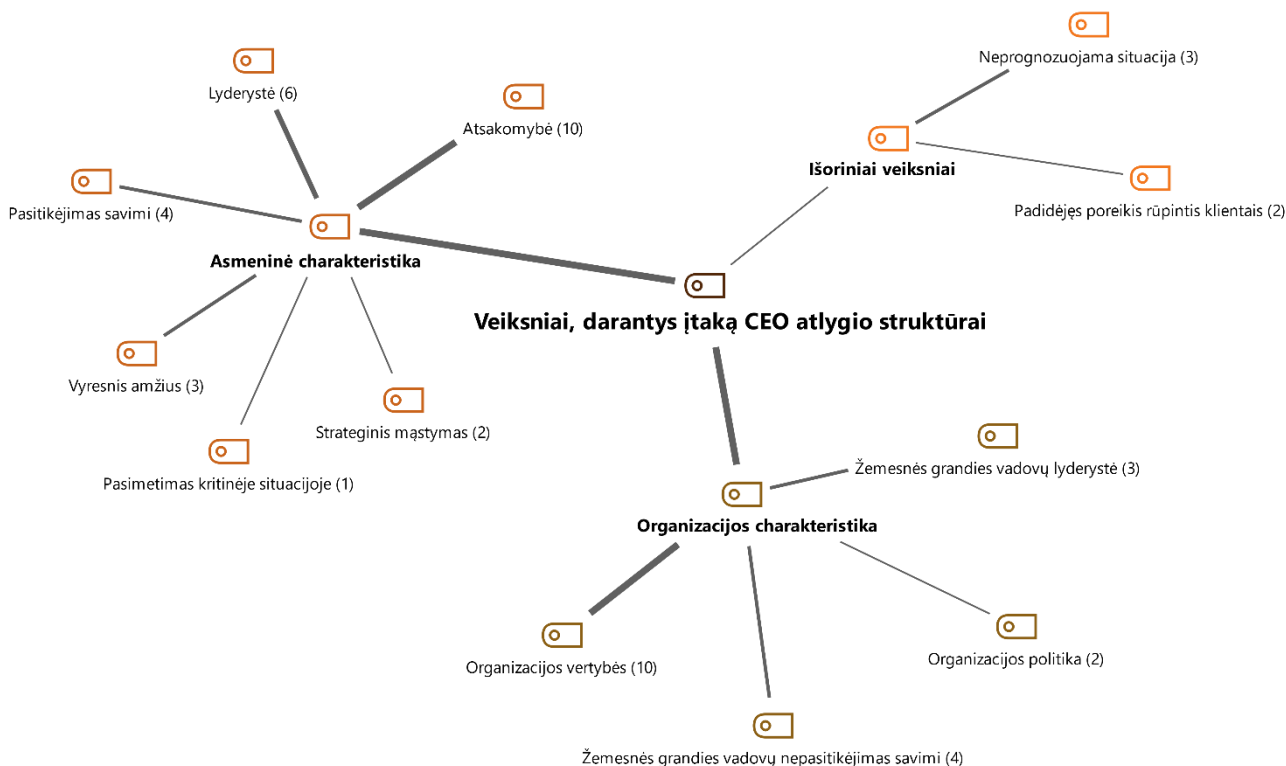 Neprognozuojama situacija (3)
Lyderystė (6)
Atsakomybė (10)
Išoriniai veiksniai
Pasitikėjimas savimi (4)
Padidėjęs poreikis rūpintis klientais (2)
Asmeninė charakteristika
Veiksniai, darantys įtaką CEO atlygio struktūrai
Vyresnis amžius (3)
Strateginis mąstymas (2)
Pasimetimas kritinėje situacijoje (1)
Žemesnės grandies vadovų lyderystė (3)
Organizacijos charakteristika
Organizacijos vertybės (10)
Organizacijos politika (2)
Žemesnės grandies vadovų nepasitikėjimas savimi (4)